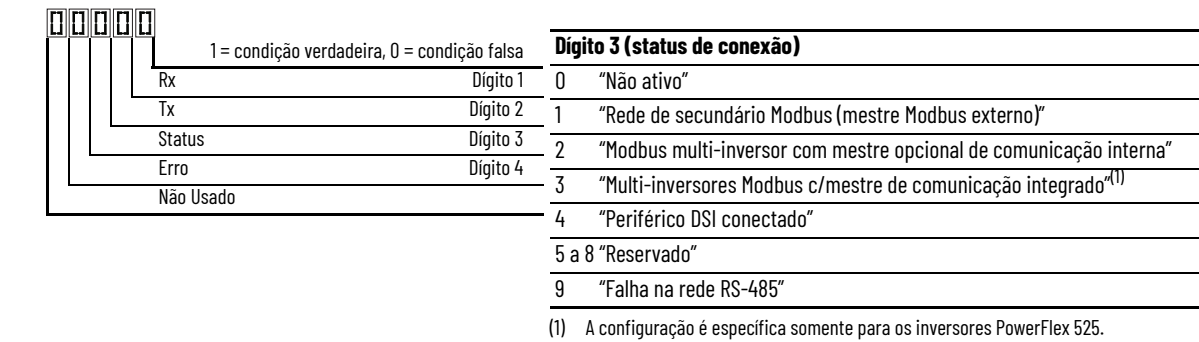 1 = condição verdadeira, 0 = condição falsa
Rx Dígito 1
Tx Dígito 2
Status Dígito 3
Erro Dígito 4
Não Usado
Dígito 3 (status de conexão)
0 “Não ativo”
1 “Rede de secundário Modbus (mestre Modbus externo)”
2 “Modbus multi-inversor com mestre opcional de comunicação interna”
3 “Multi-inversores Modbus c/mestre de comunicação integrado”(1)
4 “Periférico DSI conectado”
5 a 8 “Reservado”
9 “Falha na rede RS-485”
(1) A configuração é específica somente para os inversores PowerFlex 525.